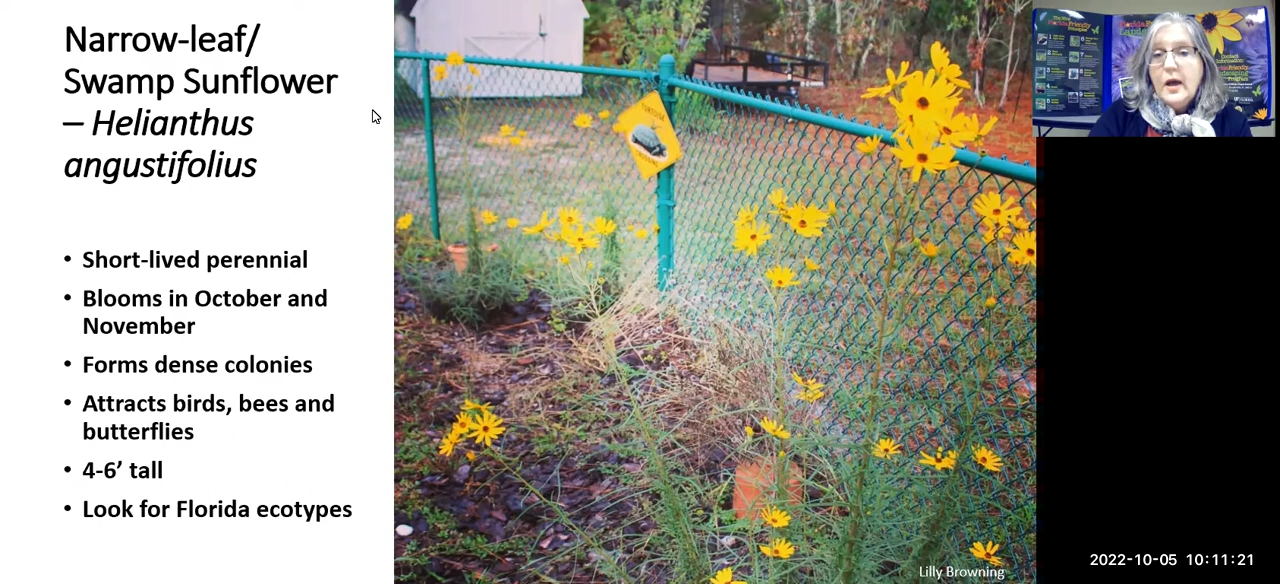 Narrow-leaf/
Swamp Sunflower
– Helianthus
angustifolius
• Short-lived perennial
• Blooms in October and
November
• Forms dense colonies
• Attracts birds, bees and
butterflies
• 4-6’ tall
• Look for Florida ecotypes
Lilly Browning
2022-10-05 10:11:21